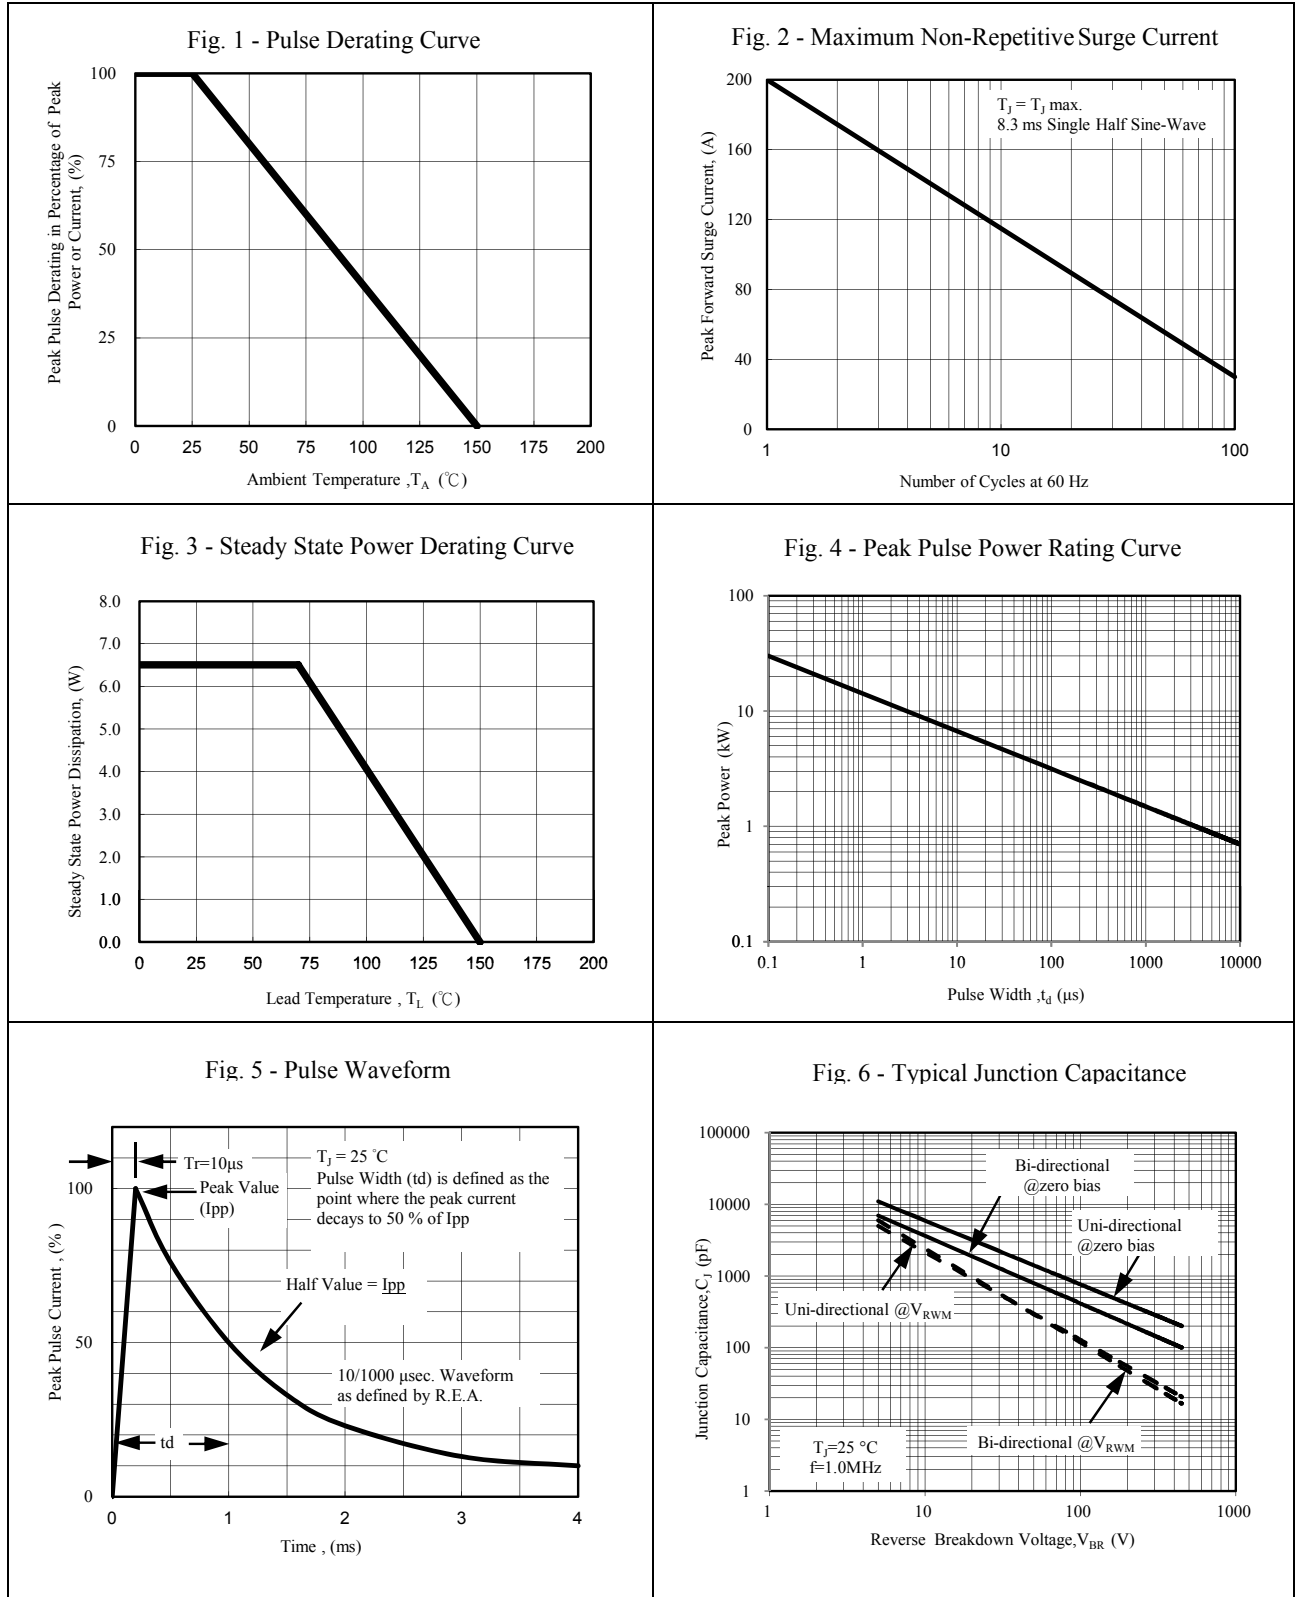 Fig. 1 - Pulse Derating Curve
Peak Pulse Derating in Percentage of Peak
Power or Current, (%)
100
75
50
25
0
0 25 50 75 100 125 150 175 200
Ambient Temperature ,TA (℃)
Fig. 2 - Maximum Non-Repetitive Surge Current
Peak Forward Surge Current, (A)
200
160
120
80
40
0
TJ = TJ max.
8.3 ms Single Half Sine-Wave
1 10 100
Number of Cycles at 60 Hz
Fig. 3 - Steady State Power Derating Curve
Steady State Power Dissipation, (W)
8.0
7.0
6.0
5.0
4.0
3.0
2.0
1.0
0.0
0 25 50 75 100 125 150 175 200
Lead Temperature , TL (℃)
Fig. 4 - Peak Pulse Power Rating Curve
Peak Power (kW)
100
10
1
0.1
0.1 1 10 100 1000 10000
Pulse Width ,td (μs)
Fig. 5 - Pulse Waveform
Peak Pulse Current , (%)
100
50
0
Tr=10μs
Peak Value
(Ipp)
TJ = 25 °C
Pulse Width (td) is defined as the
point where the peak current
decays to 50 % of Ipp
Half Value = Ipp
10/1000 μsec. Waveform
as defined by R.E.A.
td
0 1 2 3 4
Time , (ms)
Fig. 6 - Typical Junction Capacitance
Junction Capacitance,CJ (pF)
100000
10000
1000
100
10
1
Bi-directional
@zero bias
Uni-directional
@zero bias
Uni-directional @VRWM
Bi-directional @VRWM
TJ=25 °C
f=1.0MHz
1 10 100 1000
Reverse Breakdown Voltage,VBR (V)